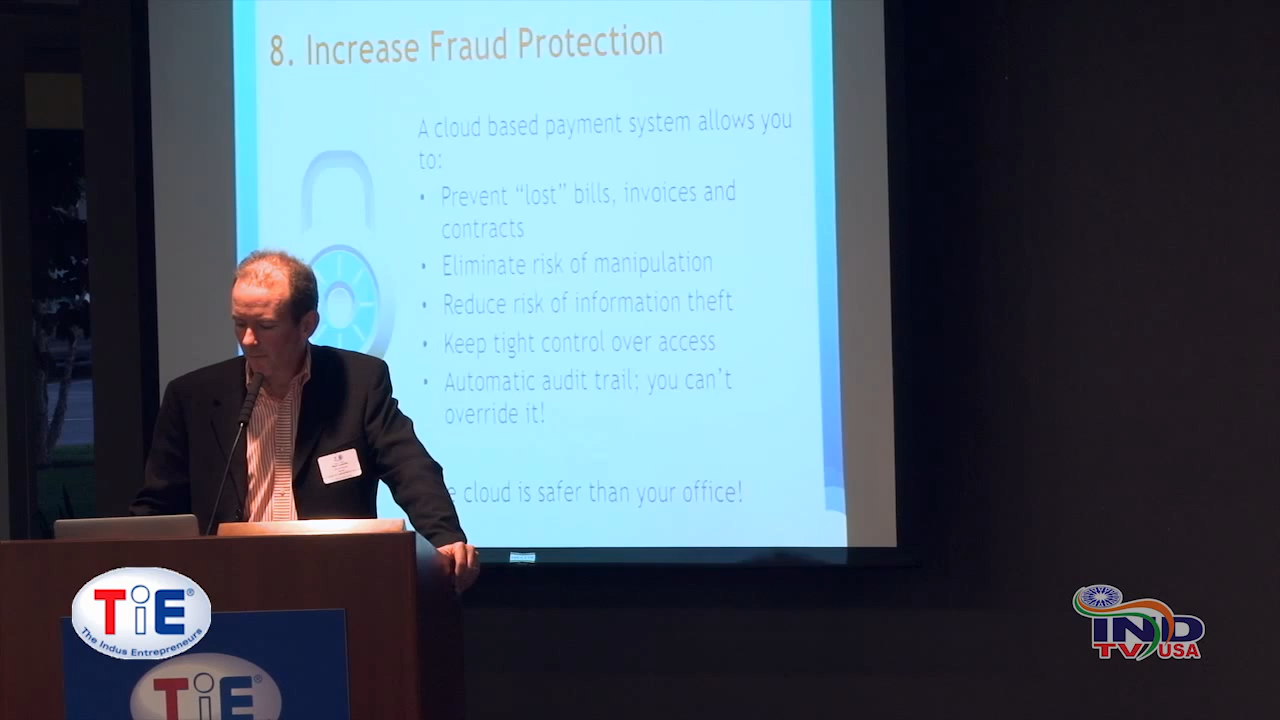 8. Increase Fraud Protection
A cloud based payment system allows you
to:
• Prevent “lost” bills, invoices and
contracts
• Eliminate risk of manipulation
• Reduce risk of information theft
• Keep tight control over access
• Automatic audit trail; you can’t
override it!
cloud is safer than your office!
TiE®
The Indus Entrepreneurs
TiE®
IND
TV USA